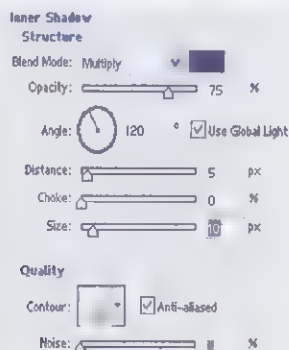 Inner Shadow
Structure
Blend Mode: Multiply
Opacity: 75 %
Angle: 120 ° Use Global Light
Distance: 5 px
Choke: 0 %
Size: 10 px
Quality
Contour: Anti-aliased
Noise: %